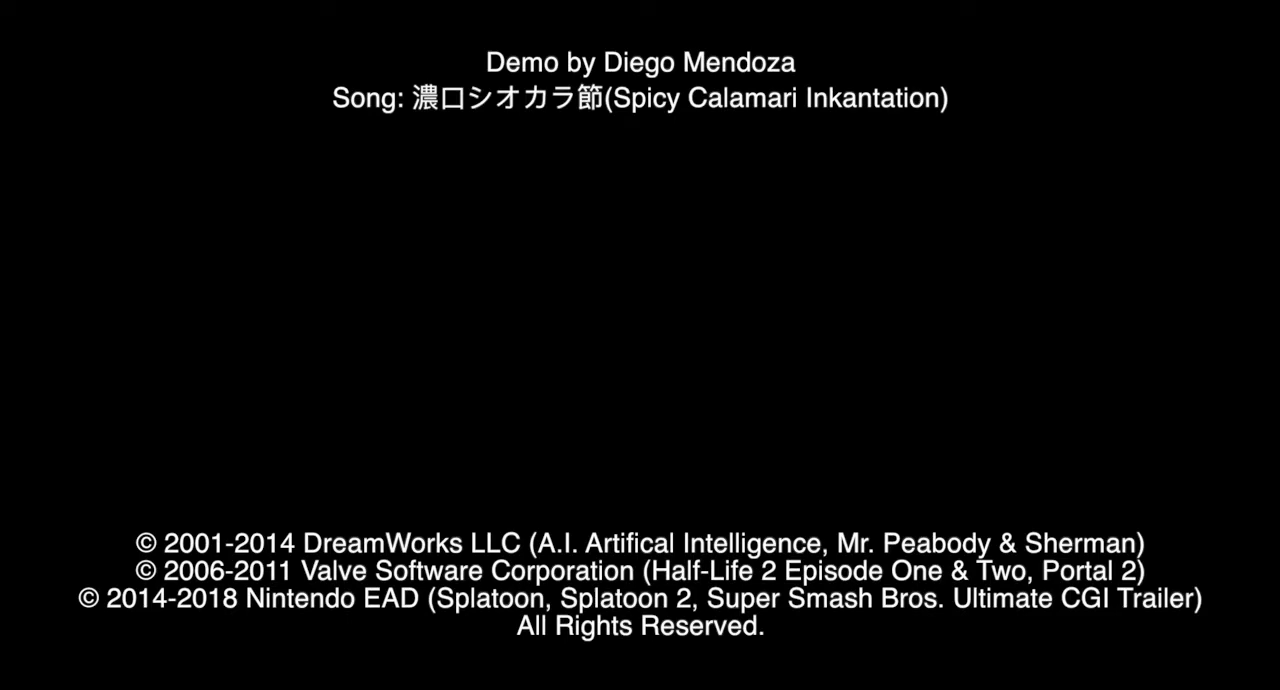 Demo by Diego Mendoza
Song: 濃口シオカラ節(Spicy Calamari Inkantation)
© 2001-2014 DreamWorks LLC (A.I. Artifical Intelligence, Mr. Peabody & Sherman)
© 2006-2011 Valve Software Corporation (Half-Life 2 Episode One & Two, Portal 2)
© 2014-2018 Nintendo EAD (Splatoon, Splatoon 2, Super Smash Bros. Ultimate CGI Trailer)
All Rights Reserved.